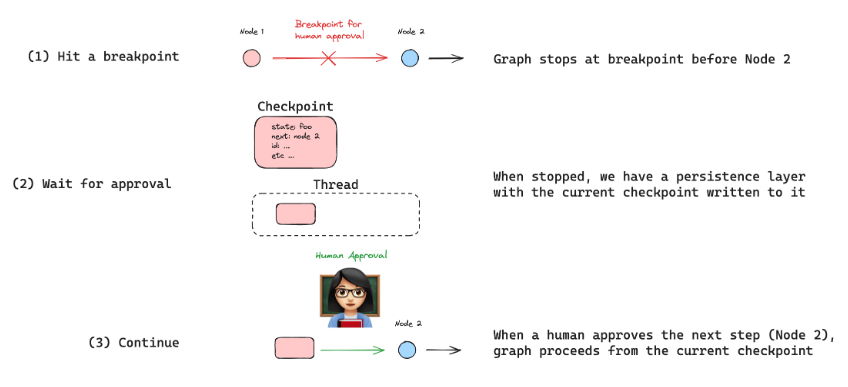 Node 1
Breakpoint for
human approval
Node 2
(1) Hit a breakpoint
Graph stops at breakpoint before Node 2
Checkpoint
state: foo
next: node 2
id: ...
etc ...
(2) Wait for approval
Thread
When stopped, we have a persistence layer
with the current checkpoint written to it
Human Approval
Node 2
(3) Continue
When a human approves the next step (Node 2),
graph proceeds from the current checkpoint